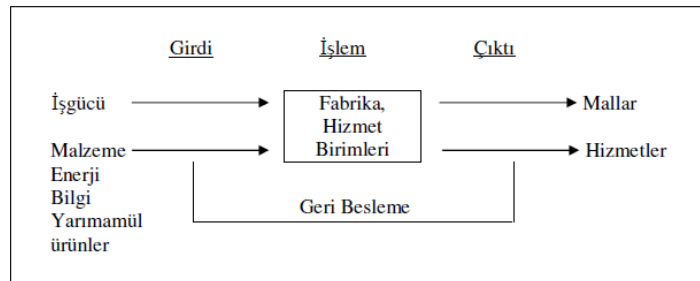 Girdi İşlem Çıktı
İşgücü Fabrika, Mallar
Hizmet
Malzeme Birimleri Hizmetler
Enerji
Bilgi Geri Besleme
Yarımamül
ürünler